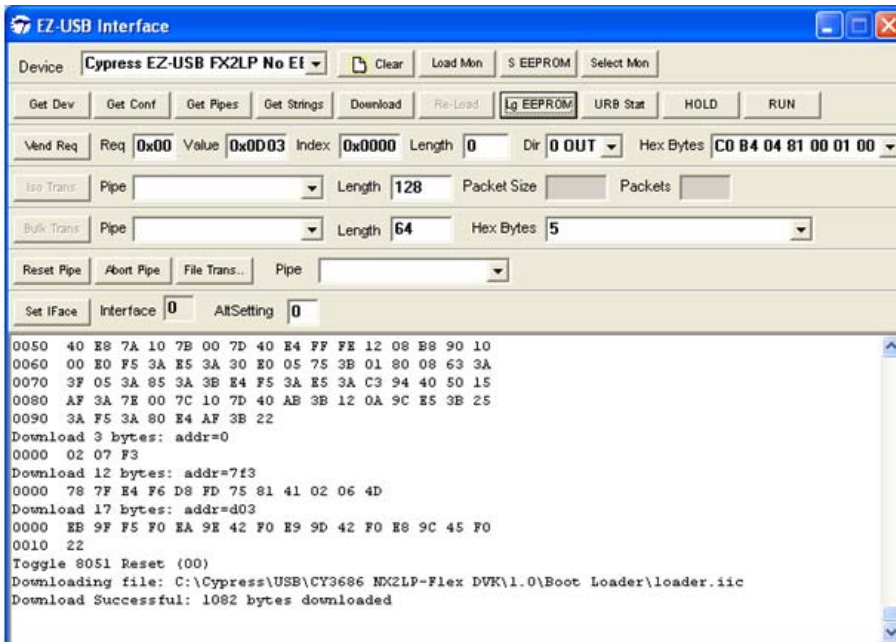 EZ-USB Interface
Device Cypress EZ-USB FX2LP No EE Clear Load Mon S EEPROM Select Mon
Get Dev Get Conf Get Pipes Get Strings Download Re-Load Lg EEPROM URB Stat HOLD RUN
Vend Req Req 0x00 Value 0x0D03 Index 0x0000 Length 0 Dir 0 OUT Hex Bytes C0 B4 04 81 00 01 00
Iso Trans Pipe Length 128 Packet Size Packets
Bulk Trans Pipe Length 64 Hex Bytes 5
Reset Pipe Abort Pipe File Trans.. Pipe
Set IFace Interface 0 AltSetting 0
0050 40 E8 7A 10 7B 00 7D 40 E4 FF FE 12 08 B8 90 10
0060 00 E0 F5 3A E5 3A 30 E0 05 75 3B 01 80 08 63 3A
0070 3F 05 3A 85 3A 3B E4 F5 3A E5 3A C3 94 40 50 15
0080 AF 3A 7E 00 7C 10 7D 40 AB 3B 12 0A 9C E5 3B 25
0090 3A F5 3A 80 E4 AF 3B 22
Download 3 bytes: addr=0
0000 02 07 F3
Download 12 bytes: addr=7f3
0000 78 7F E4 F6 D8 FD 75 81 41 02 06 4D
Download 17 bytes: addr=d03
0000 EB 9F F5 F0 EA 9E 42 F0 E9 9D 42 F0 E8 9C 45 F0
0010 22
Toggle 8051 Reset (00)
Downloading file: C:\Cypress\USB\CY3686 NX2LP-Flex DVK\1.0\Boot Loader\loader.iic
Download Successful: 1082 bytes downloaded